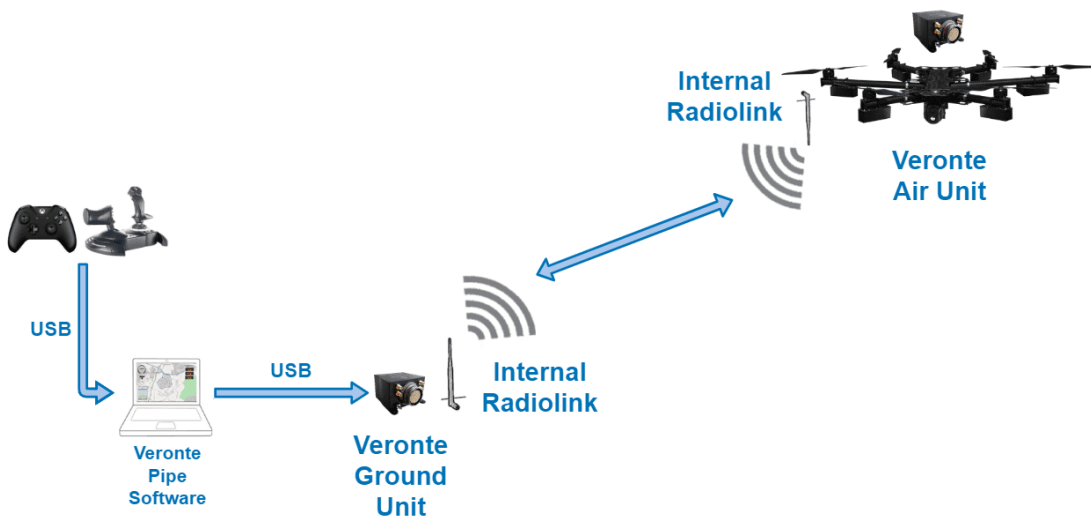 Internal
Radiolink
Veronte
Air Unit
USB
USB
Internal
Radiolink
Veronte
Pipe
Software
Veronte
Ground
Unit